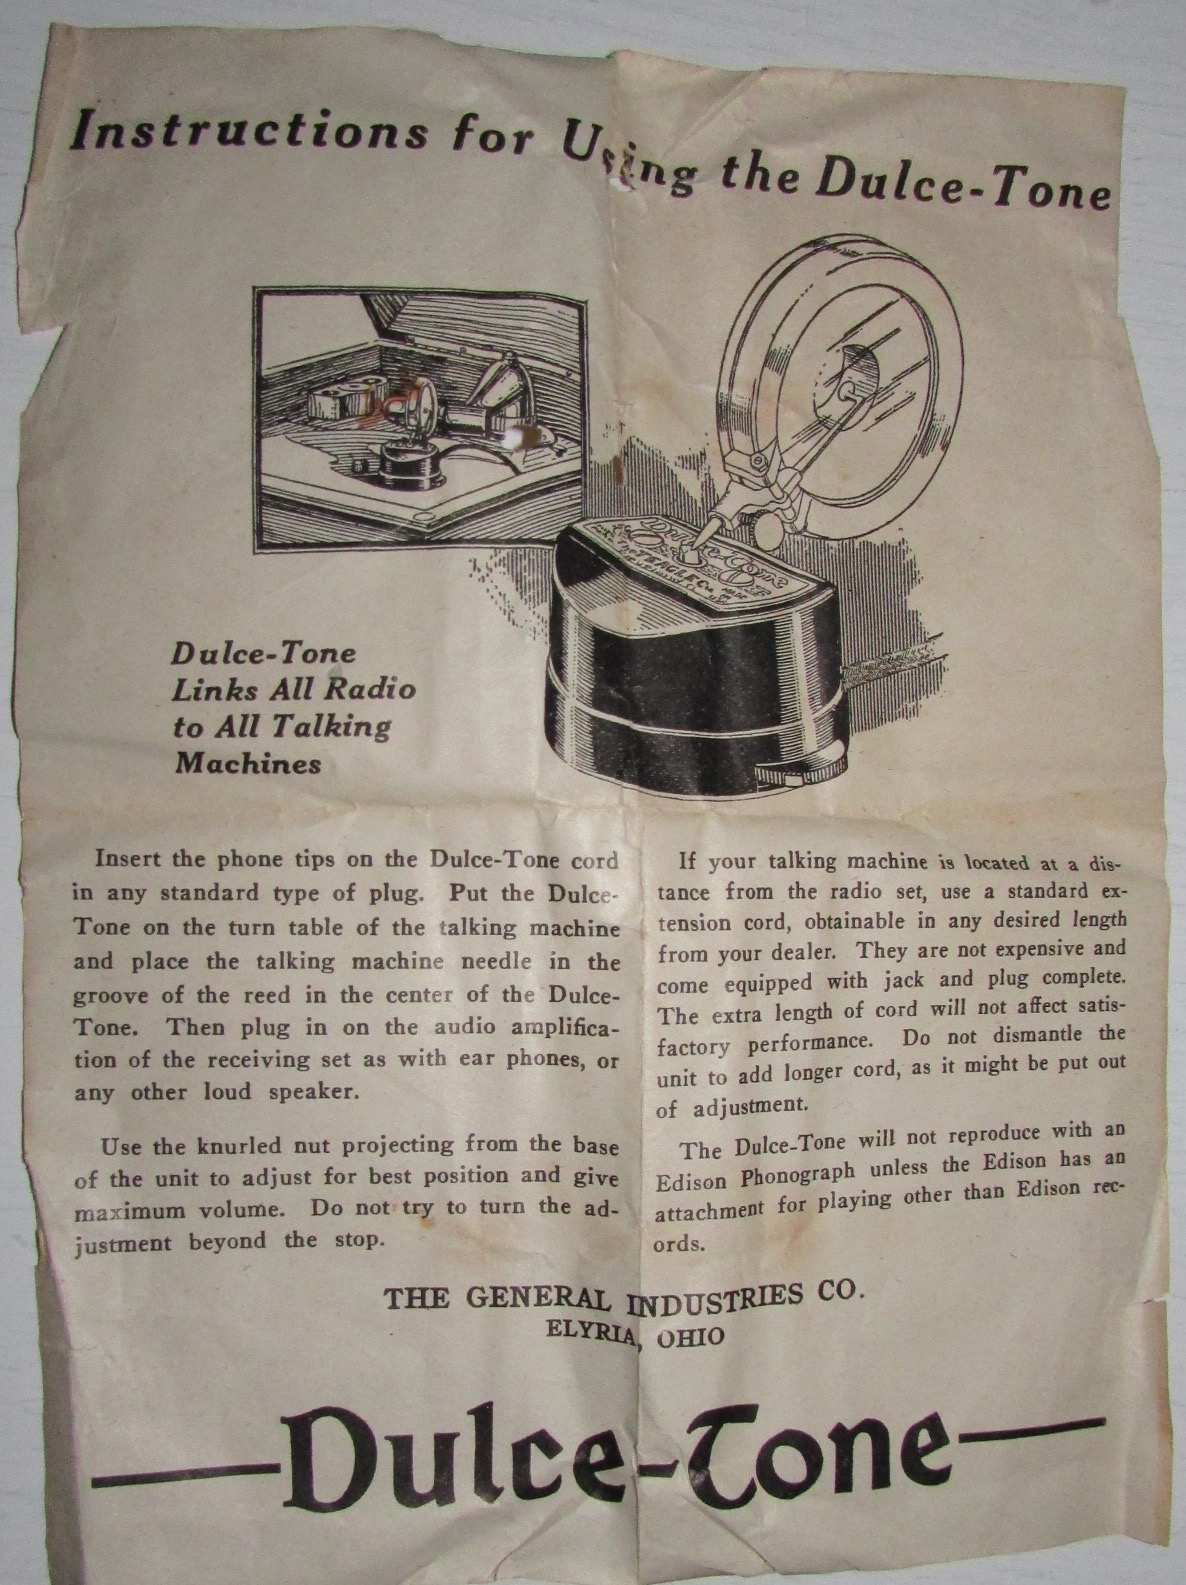 Instructions for Using the Dulce-Tone
Dulce-Tone
THE TEAGLE CO.
Dulce-Tone
Links All Radio
to All Talking
Machines
Insert the phone tips on the Dulce-Tone cord
in any standard type of plug. Put the Dulce-
Tone on the turn table of the talking machine
and place the talking machine needle in the
groove of the reed in the center of the Dulce-
Tone. Then plug in on the audio amplifica-
tion of the receiving set as with ear phones, or
any other loud speaker.
Use the knurled nut projecting from the base
of the unit to adjust for best position and give
maximum volume. Do not try to turn the ad-
justment beyond the stop.
If your talking machine is located at a dis-
tance from the radio set, use a standard ex-
tension cord, obtainable in any desired length
from your dealer. They are not expensive and
come equipped with jack and plug complete.
The extra length of cord will not affect satis-
factory performance. Do not dismantle the
unit to add longer cord, as it might be put out
of adjustment.
The Dulce-Tone will not reproduce with an
Edison Phonograph unless the Edison has an
attachment for playing other than Edison rec-
ords.
THE GENERAL INDUSTRIES CO.
ELYRIA, OHIO
Dulce-Tone